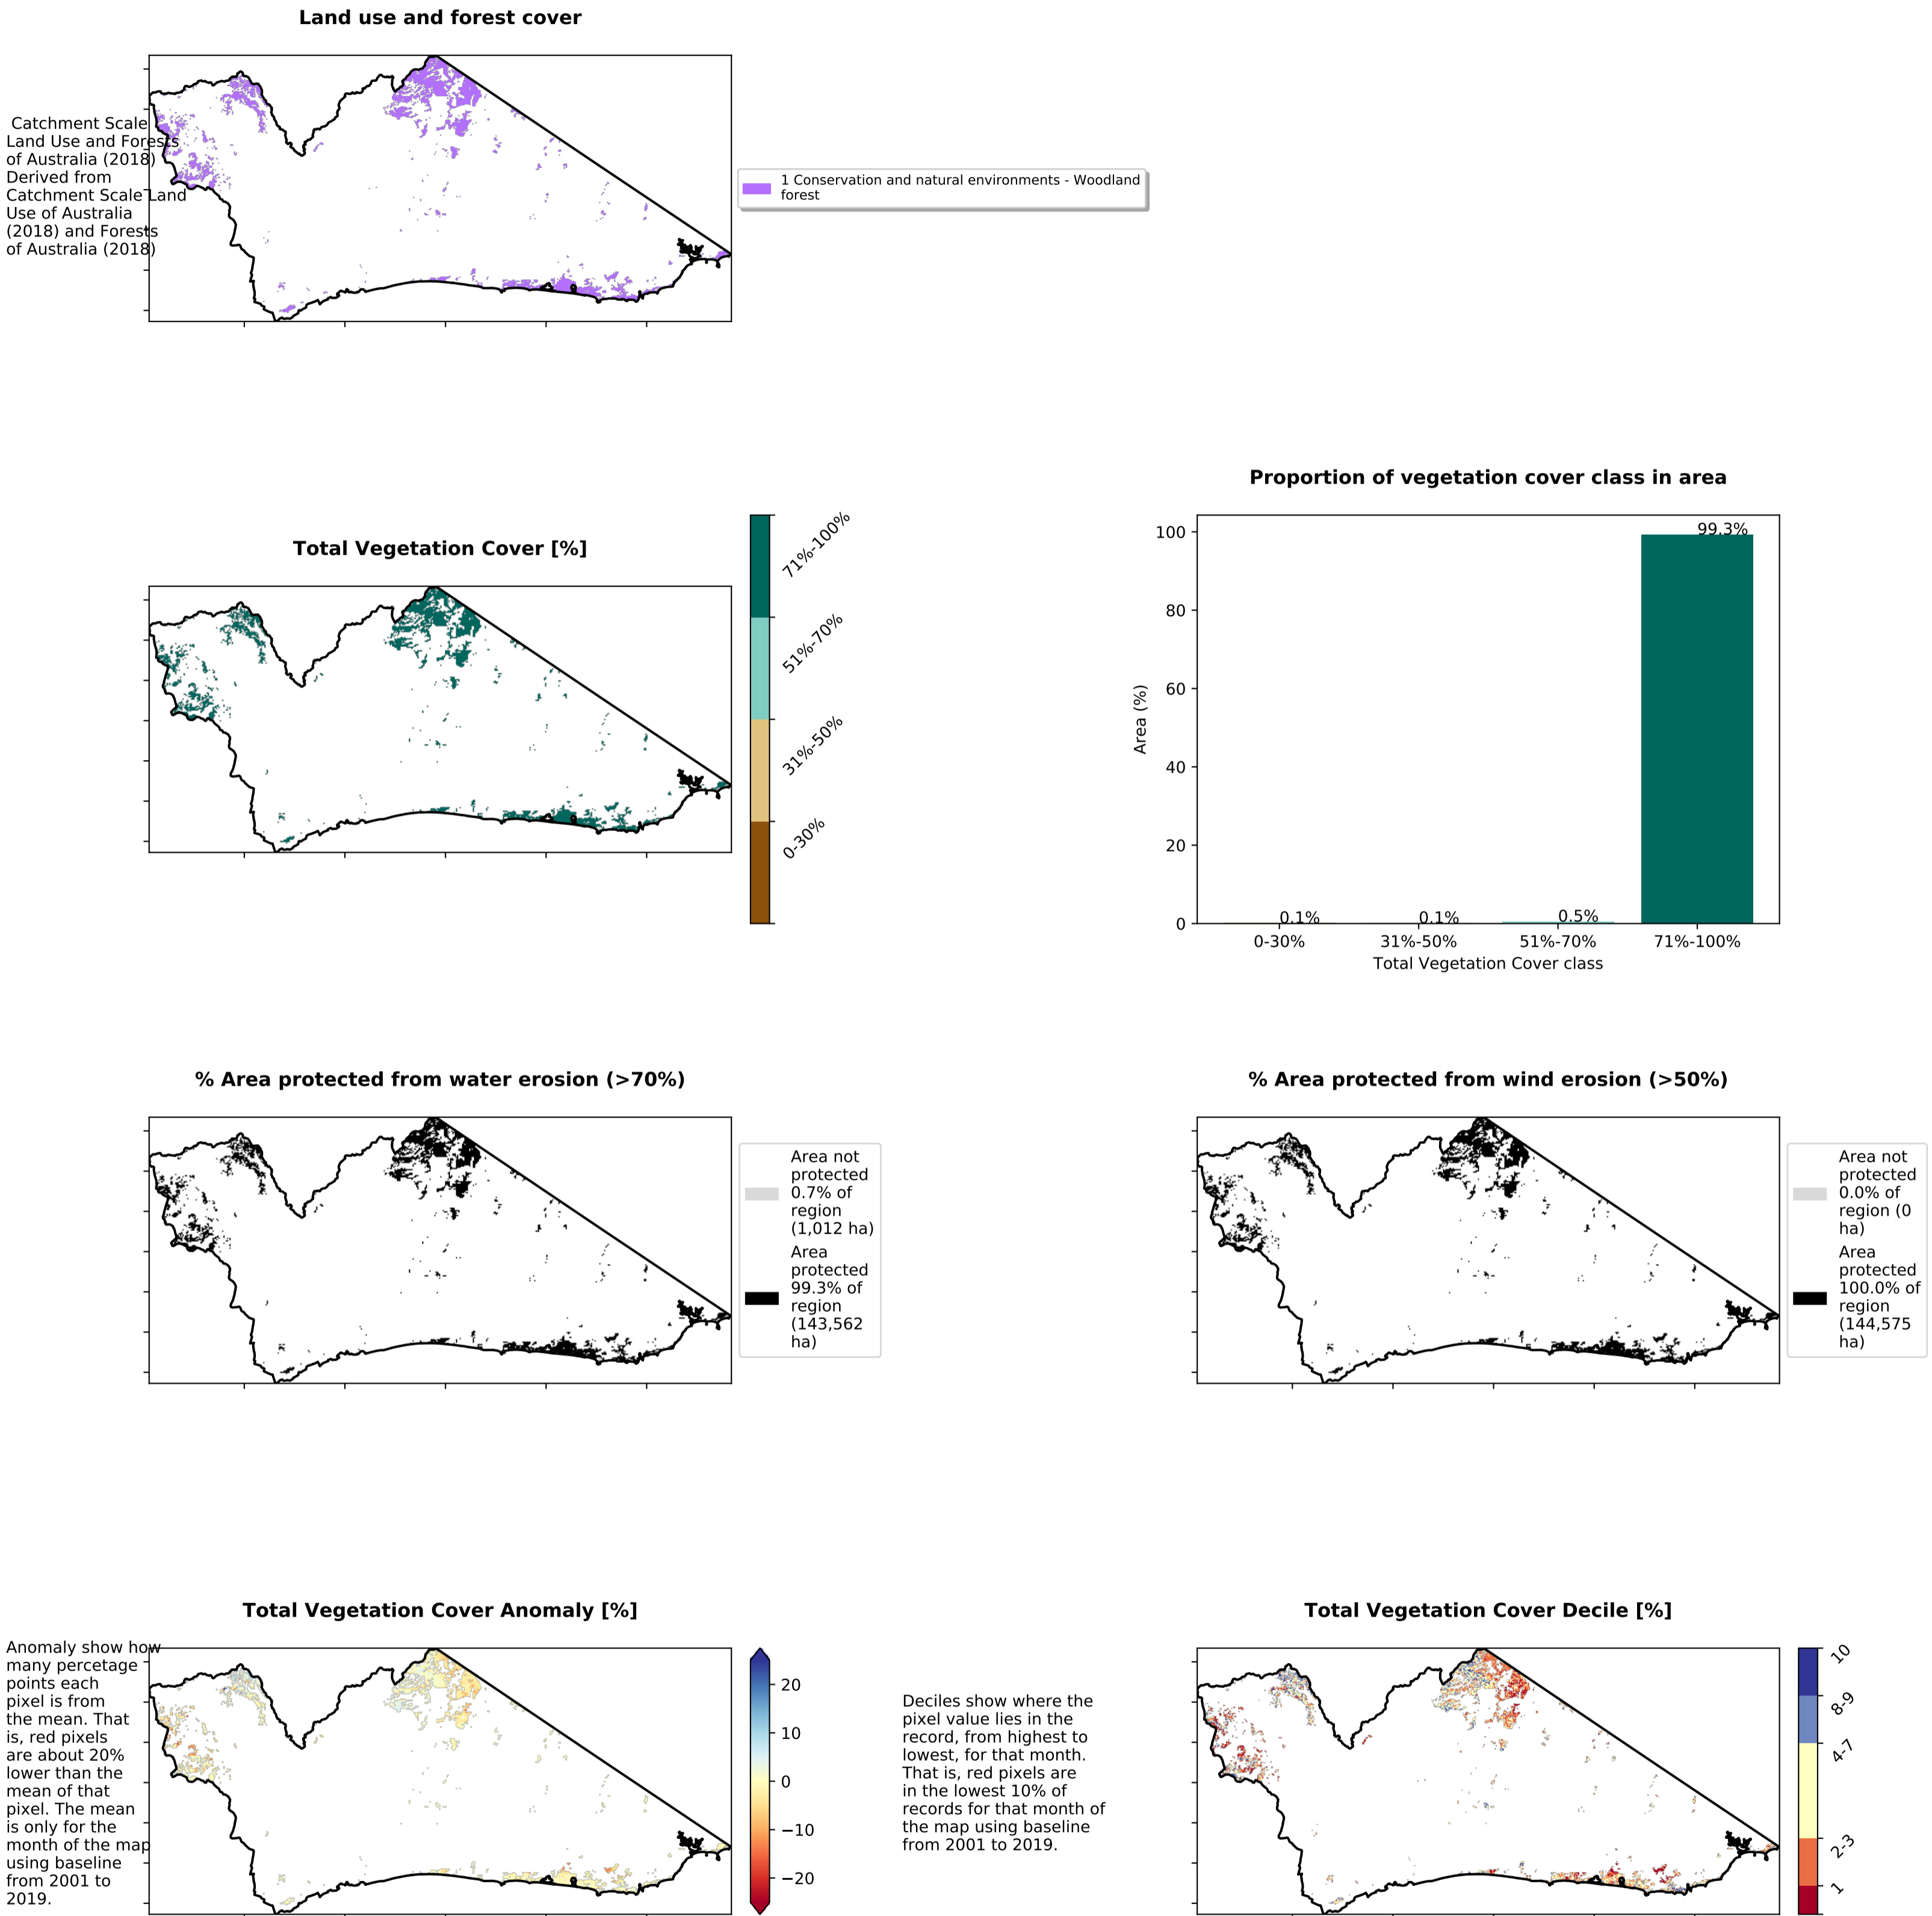 Land use and forest cover
Catchment Scale
Land Use and Forests
of Australia (2018)
Derived from
Catchment Scale Land
Use of Australia
(2018) and Forests
of Australia (2018)
1 Conservation and natural environments - Woodland
forest
Total Vegetation Cover [%]
71%-100%
51%-70%
31%-50%
0-30%
Proportion of vegetation cover class in area
Area (%)
100
80
60
40
20
0
0.1%
0.1%
0.5%
99.3%
0-30%
31%-50%
51%-70%
71%-100%
Total Vegetation Cover class
% Area protected from water erosion (>70%)
Area not
protected
0.7% of
region
(1,012 ha)
Area
protected
99.3% of
region
(143,562
ha)
% Area protected from wind erosion (>50%)
Area not
protected
0.0% of
region (0
ha)
Area
protected
100.0% of
region
(144,575
ha)
Total Vegetation Cover Anomaly [%]
Anomaly show how
many percetage
points each
pixel is from
the mean. That
is, red pixels
are about 20%
lower than the
mean of that
pixel. The mean
is only for the
month of the map
using baseline
from 2001 to
2019.
20
10
0
−10
−20
Total Vegetation Cover Decile [%]
Deciles show where the
pixel value lies in the
record, from highest to
lowest, for that month.
That is, red pixels are
in the lowest 10% of
records for that month of
the map using baseline
from 2001 to 2019.
10
8-9
4-7
2-3
1